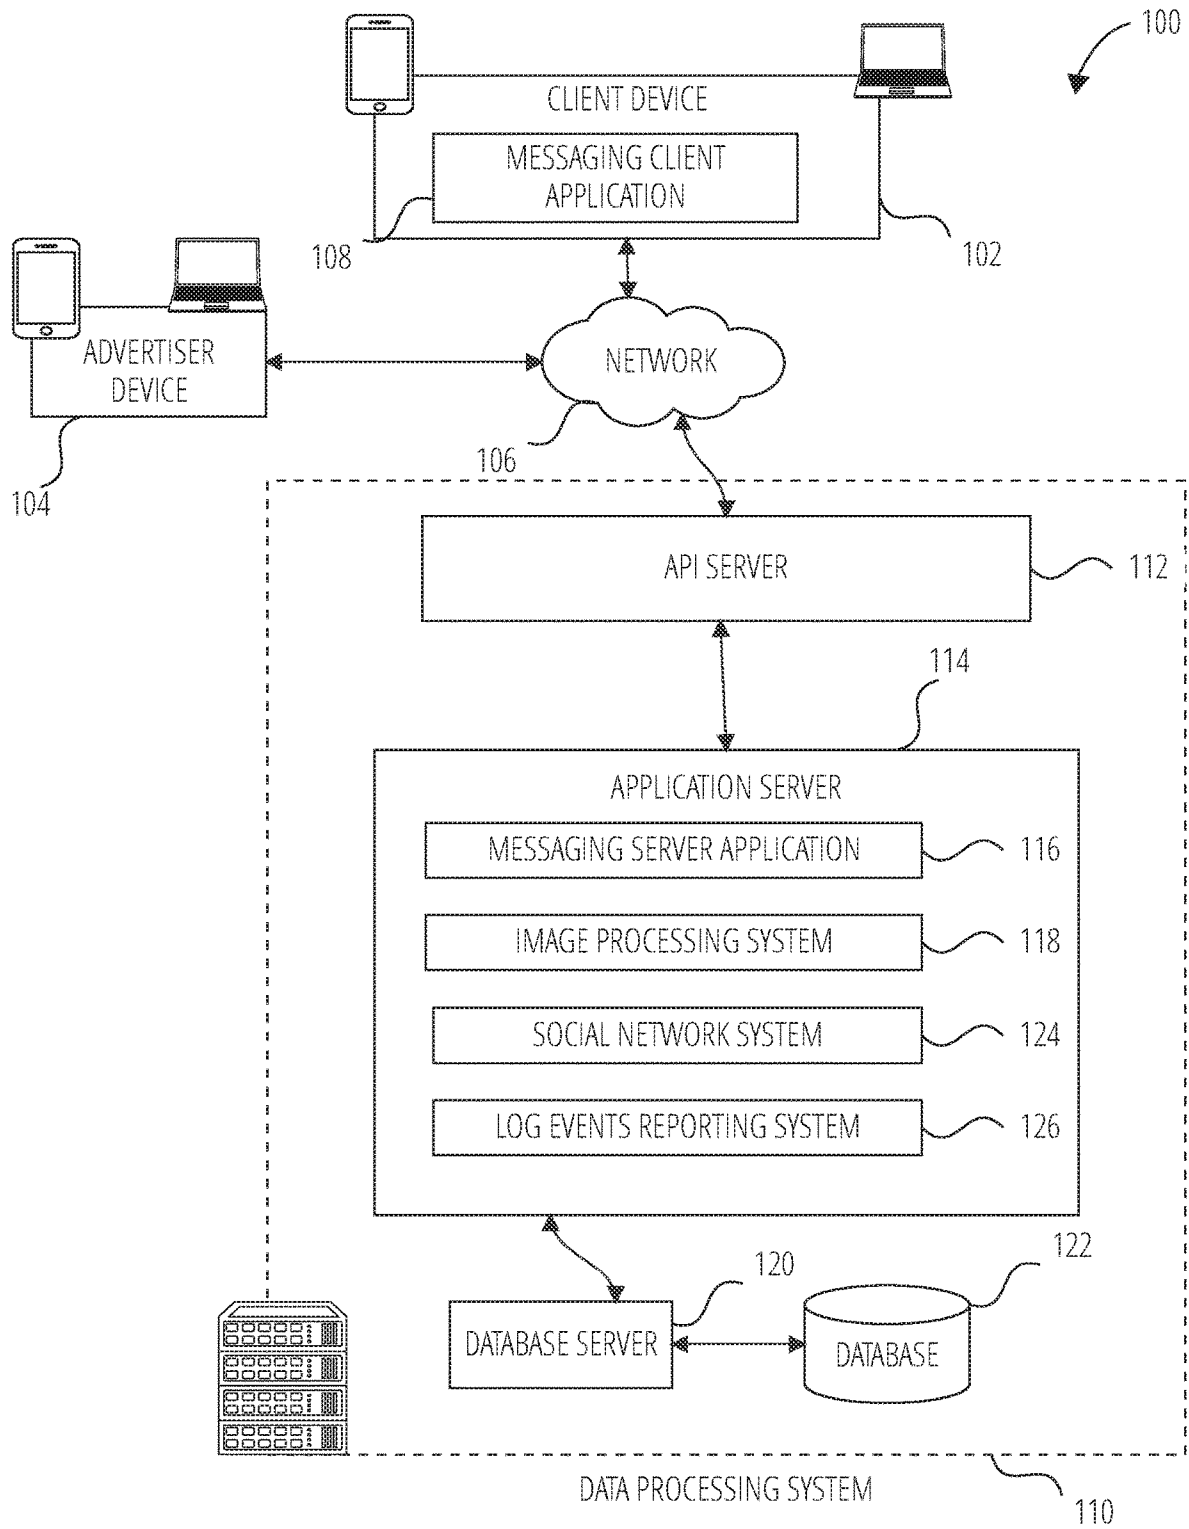 100
CLIENT DEVICE
MESSAGING CLIENT
APPLICATION
108
102
ADVERTISER
DEVICE
NETWORK
104
106
API SERVER
112
114
APPLICATION SERVER
MESSAGING SERVER APPLICATION
116
IMAGE PROCESSING SYSTEM
118
SOCIAL NETWORK SYSTEM
124
LOG EVENTS REPORTING SYSTEM
126
120
122
DATABASE SERVER
DATABASE
DATA PROCESSING SYSTEM
110